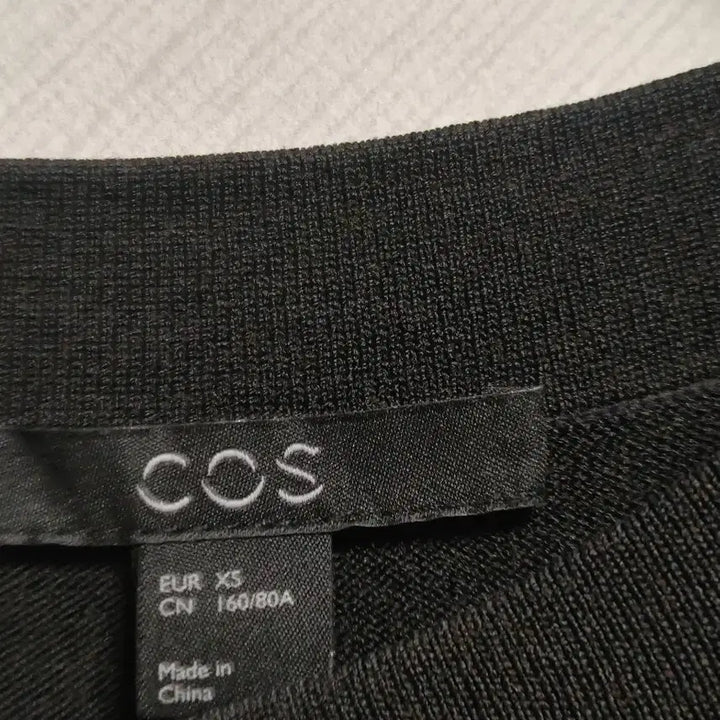 COS
EUR XS
CN 160/80A
Made in
China